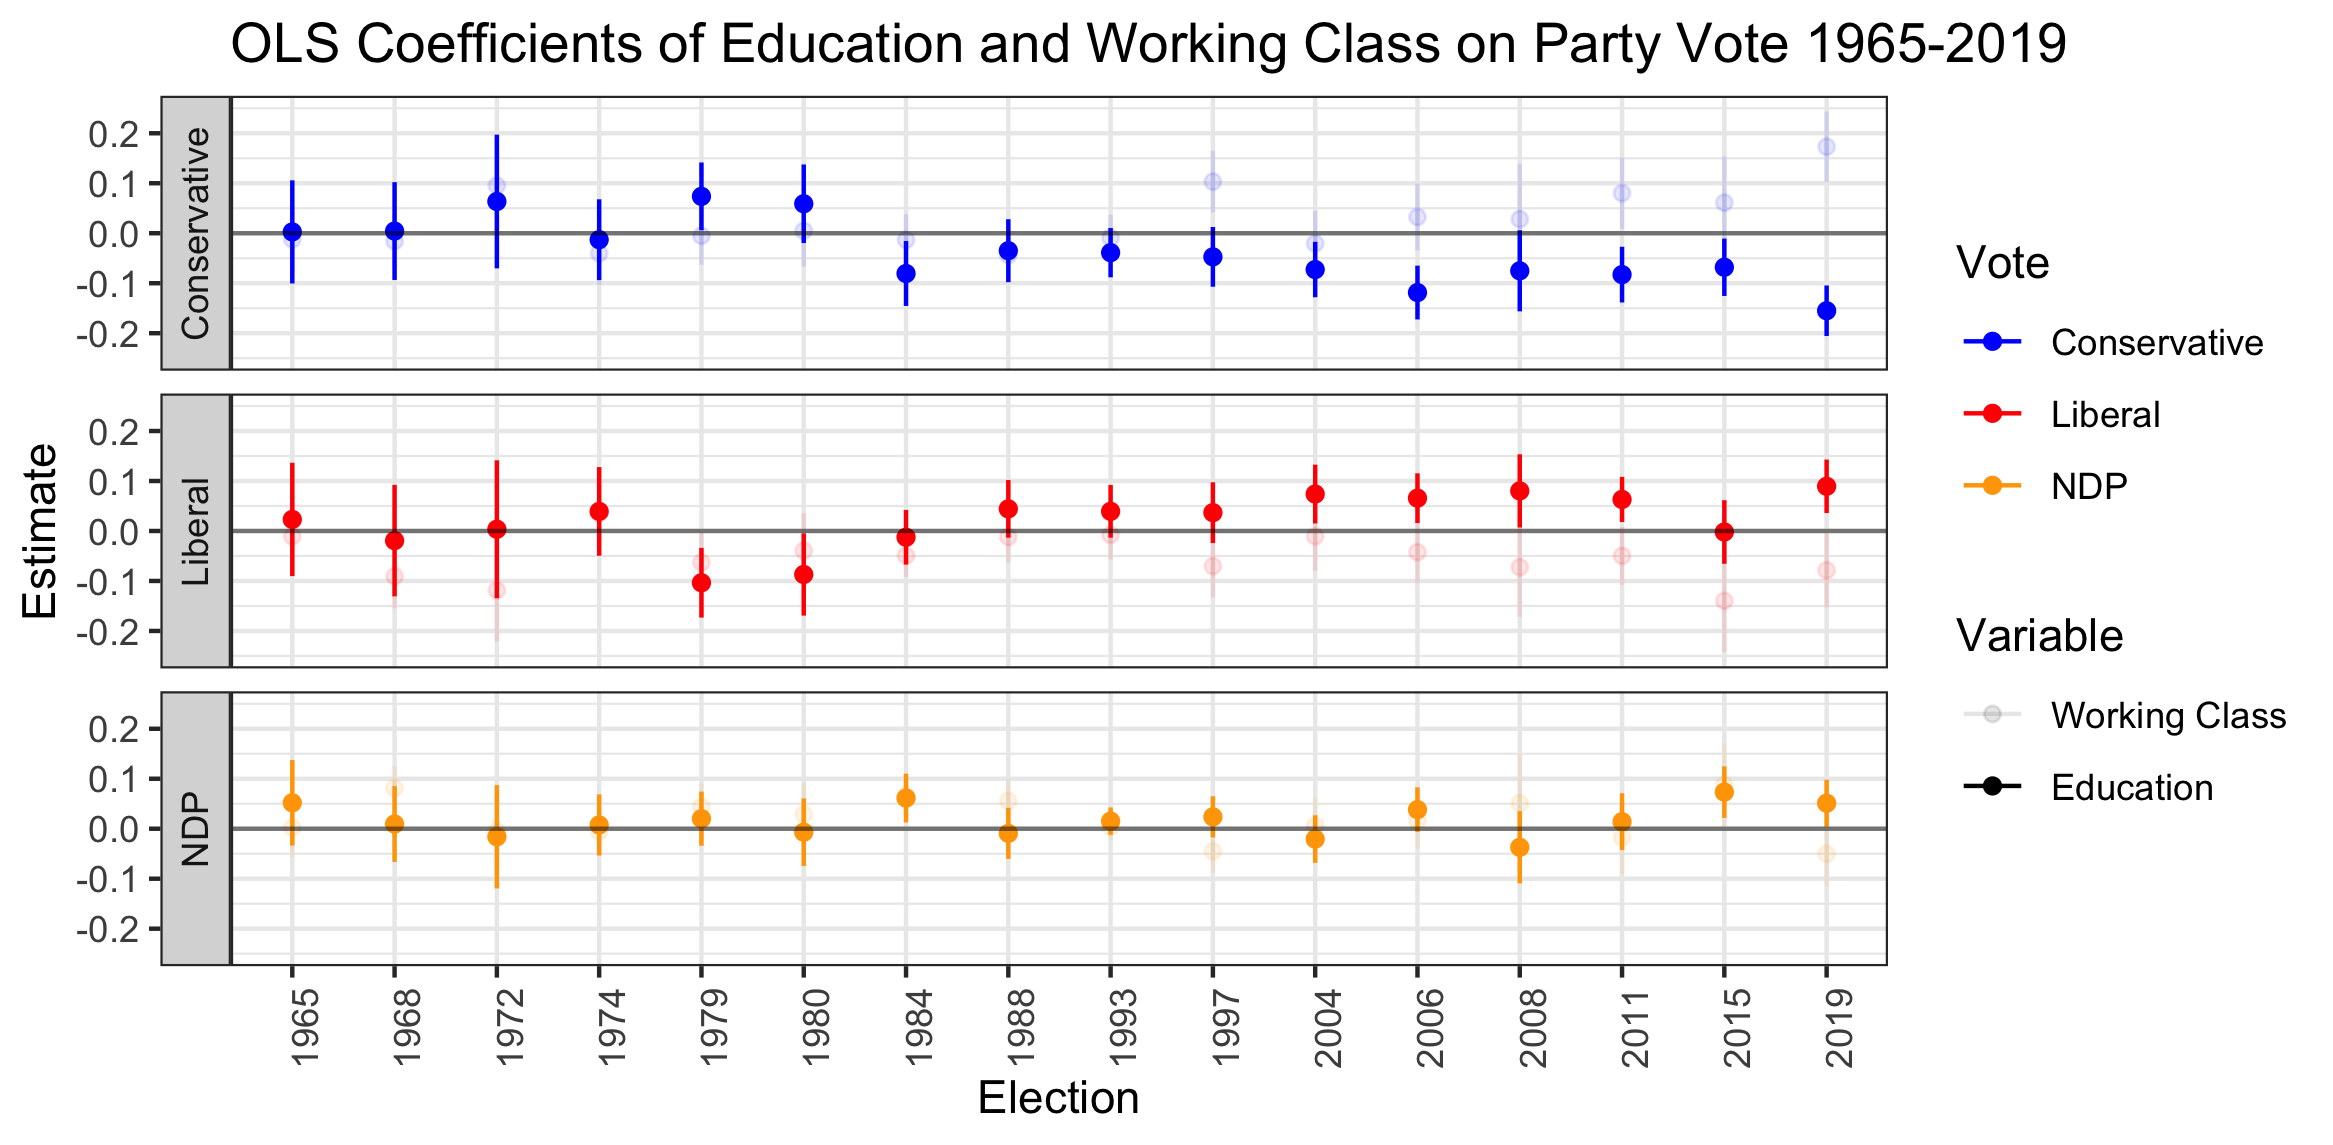 OLS Coefficients of Education and Working Class on Party Vote 1965-2019
Estimate
Conservative
0.2
0.1
0.0
-0.1
-0.2
Liberal
0.2
0.1
0.0
-0.1
-0.2
NDP
0.2
0.1
0.0
-0.1
-0.2
1965 1968 1972 1974 1979 1980 1984 1988 1993 1997 2004 2006 2008 2011 2015 2019
Election
Vote
Conservative
Liberal
NDP
Variable
Working Class
Education